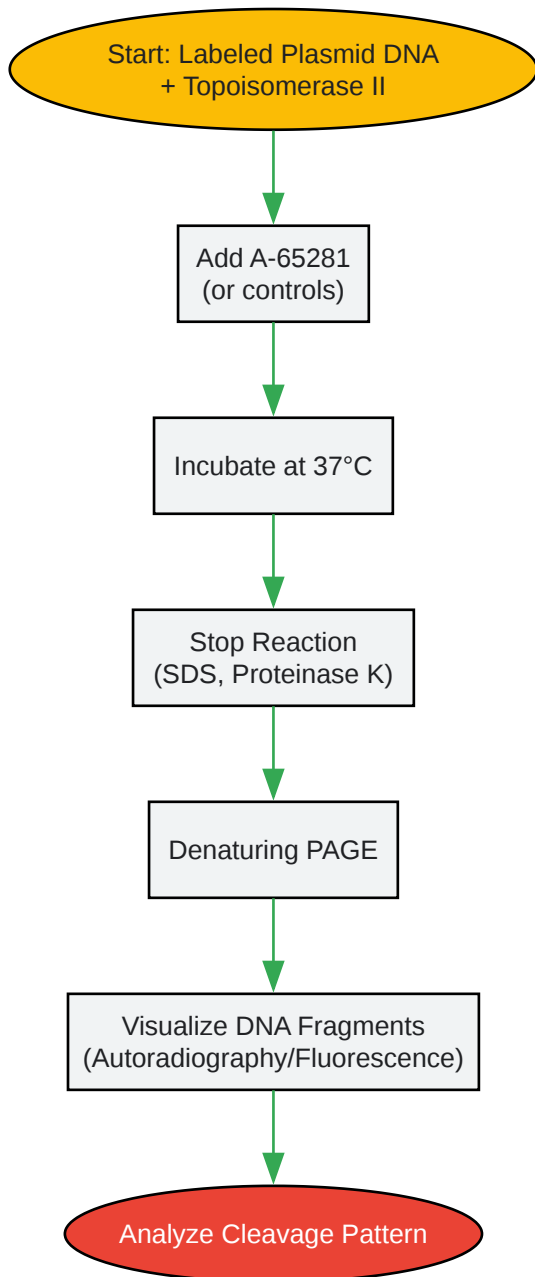 Start: Labeled Plasmid DNA
+ Topoisomerase II
Add A-65281
(or controls)
Incubate at 37°C
Stop Reaction
(SDS, Proteinase K)
Denaturing PAGE
Visualize DNA Fragments
(Autoradiography/Fluorescence)
Analyze Cleavage Pattern